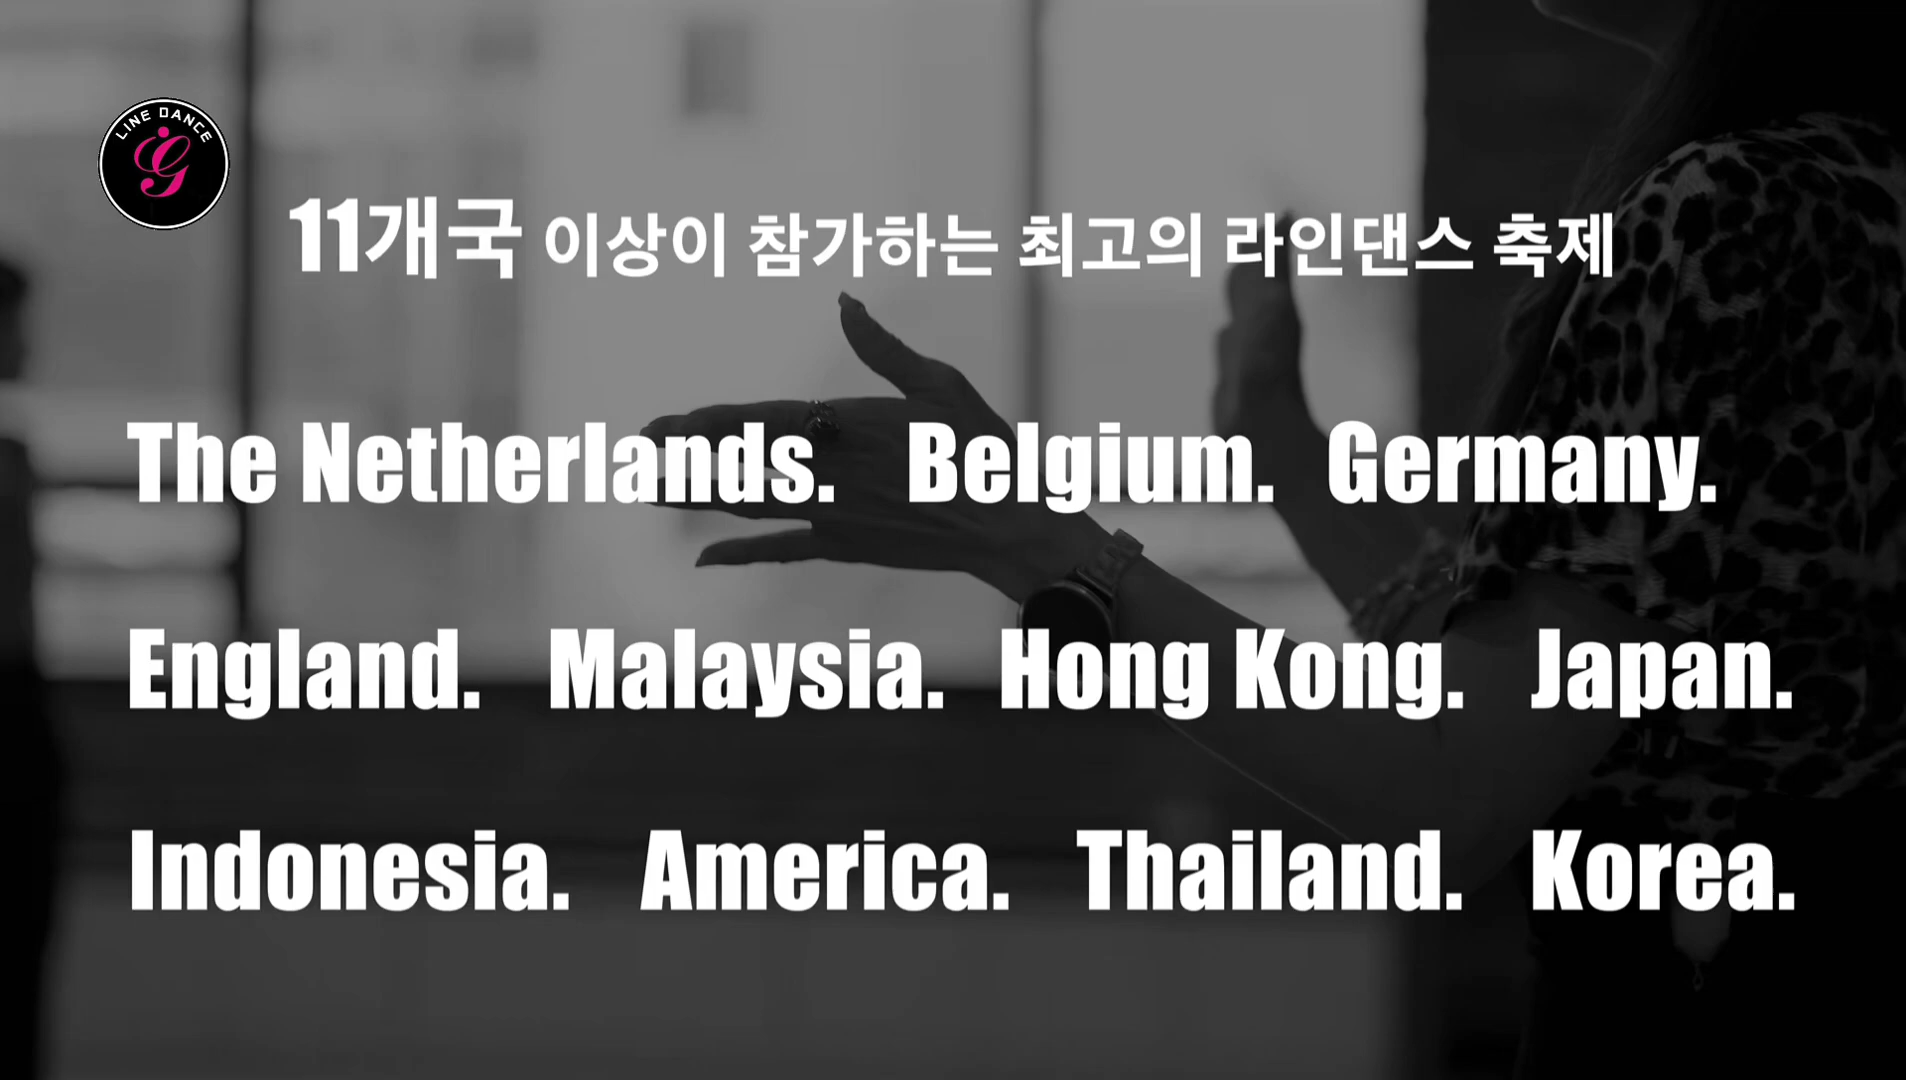 LINE DANCE
11개국 이상이 참가하는 최고의 라인댄스 축제
The Netherlands. Belgium. Germany.
England. Malaysia. Hong Kong. Japan.
Indonesia. America. Thailand. Korea.